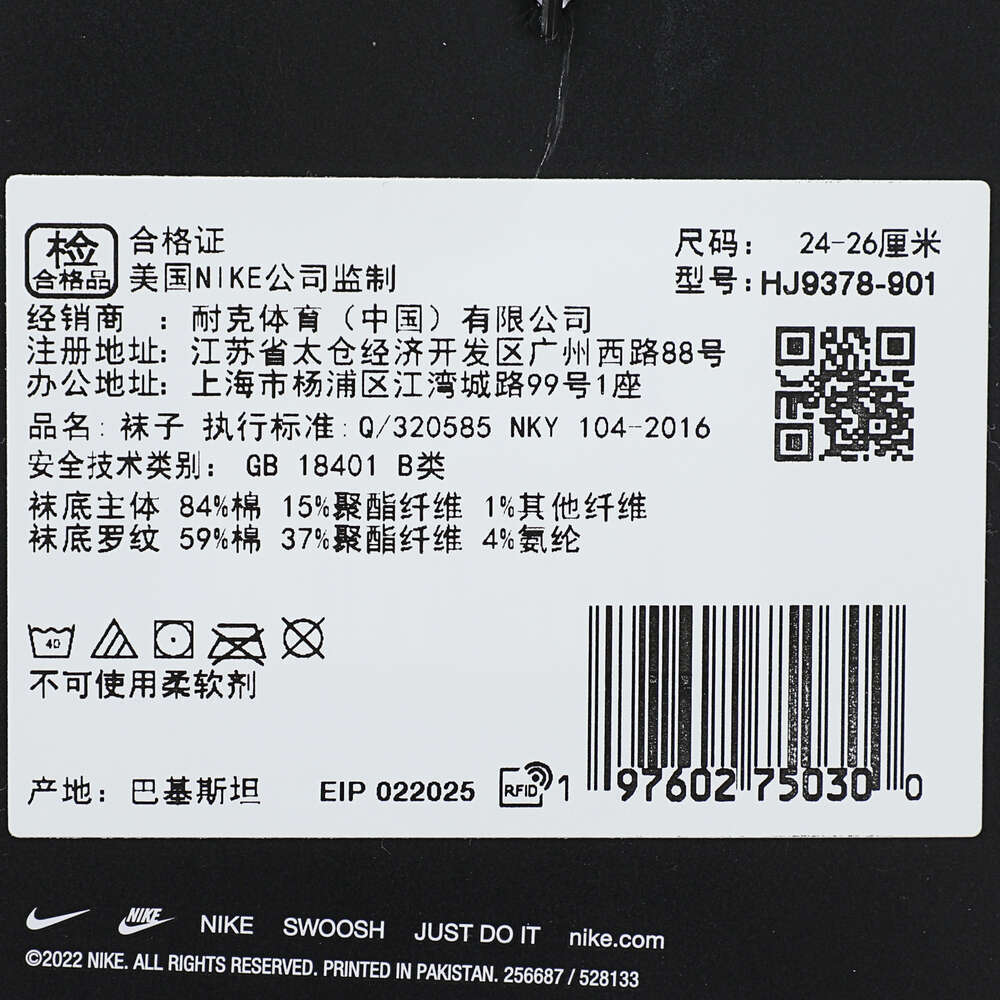 检
合格品
合格证
美国NIKE公司监制
尺码： 24-26厘米
型号：HJ9378-901
经销商 ：耐克体育（中国）有限公司
注册地址：江苏省太仓经济开发区广州西路88号
办公地址：上海市杨浦区江湾城路99号1座
品名：袜子 执行标准：Q/320585 NKY 104-2016
安全技术类别： GB 18401 B类
袜底主体 84%棉 15%聚酯纤维 1%其他纤维
袜底罗纹 59%棉 37%聚酯纤维 4%氨纶
40
不可使用柔软剂
产地：巴基斯坦 EIP 022025 RFID 1 97602 75030 0
NIKE NIKE SWOOSH JUST DO IT nike.com
©2022 NIKE. ALL RIGHTS RESERVED. PRINTED IN PAKISTAN. 256687 / 528133